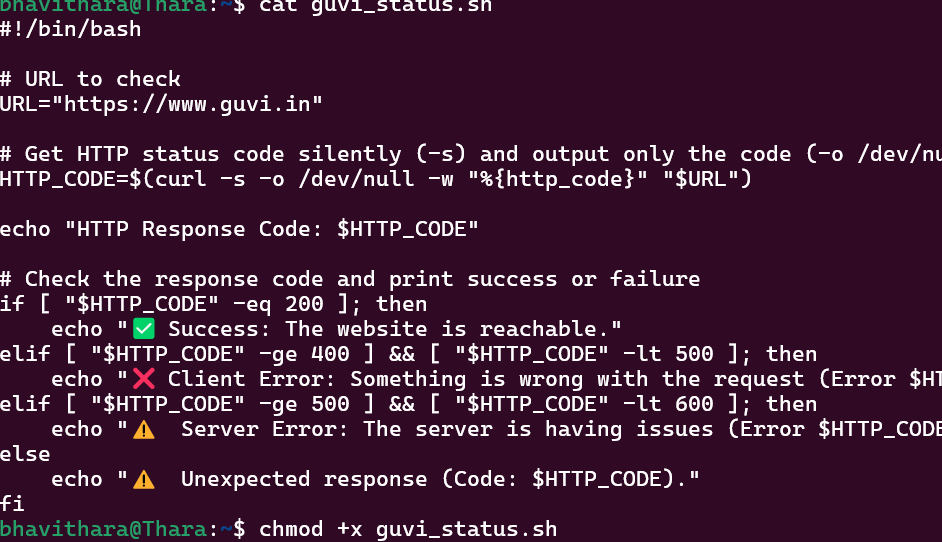 bhavithara@Thara:~$ cat guvi_status.sh
#!/bin/bash
# URL to check
URL="https://www.guvi.in"
# Get HTTP status code silently (-s) and output only the code (-o /dev/nu
HTTP_CODE=$(curl -s -o /dev/null -w "%{http_code}" "$URL")
echo "HTTP Response Code: $HTTP_CODE"
# Check the response code and print success or failure
if [ "$HTTP_CODE" -eq 200 ]; then
    echo "✅ Success: The website is reachable."
elif [ "$HTTP_CODE" -ge 400 ] && [ "$HTTP_CODE" -lt 500 ]; then
    echo "❌ Client Error: Something is wrong with the request (Error $HT
elif [ "$HTTP_CODE" -ge 500 ] && [ "$HTTP_CODE" -lt 600 ]; then
    echo "⚠️  Server Error: The server is having issues (Error $HTTP_CODE
else
    echo "⚠️  Unexpected response (Code: $HTTP_CODE)."
fi
bhavithara@Thara:~$ chmod +x guvi_status.sh